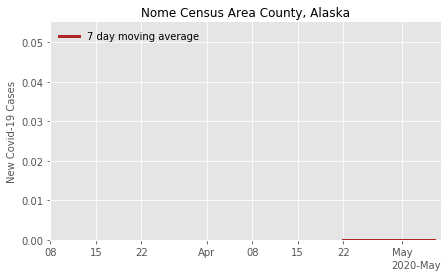 Nome Census Area County, Alaska
7 day moving average
New Covid-19 Cases
0.05
0.04
0.03
0.02
0.01
0.00
08 15 22 Apr 08 15 22 May
2020-May